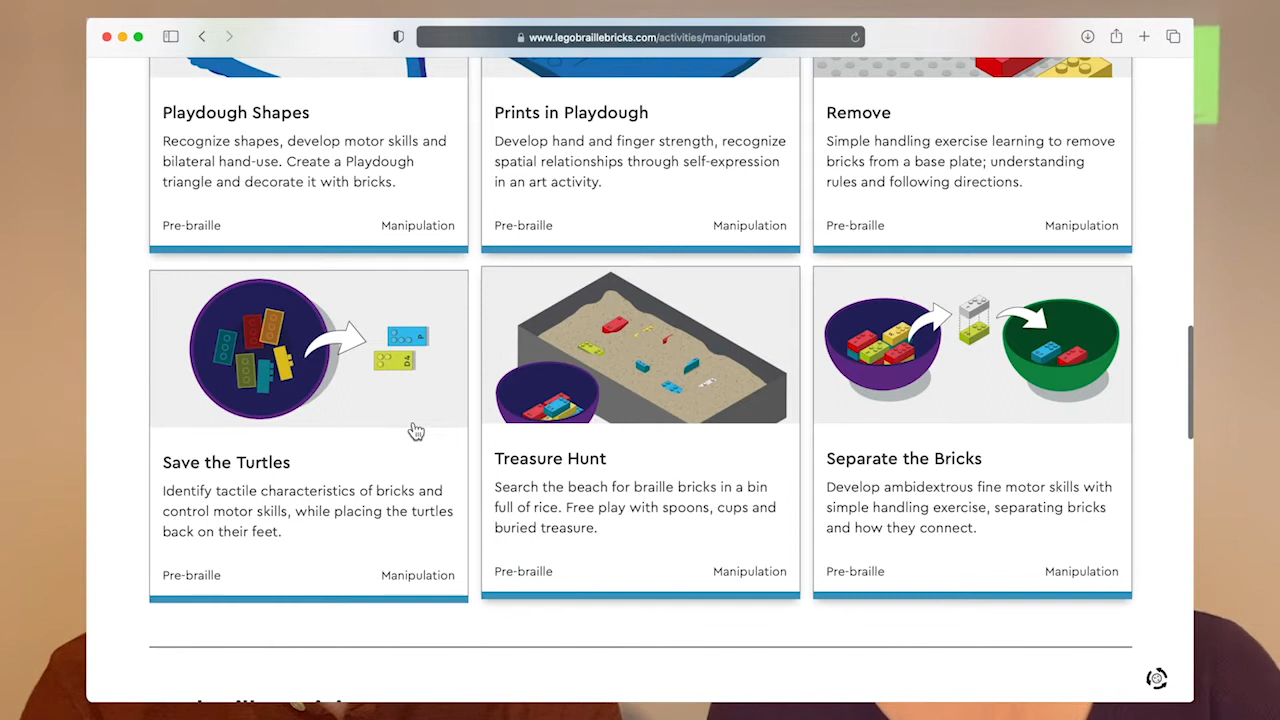 www.legobraillebricks.com/activities/manipulation
Playdough Shapes
Recognize shapes, develop motor skills and
bilateral hand-use. Create a Playdough
triangle and decorate it with bricks.
Pre-braille Manipulation
Prints in Playdough
Develop hand and finger strength, recognize
spatial relationships through self-expression
in an art activity.
Pre-braille Manipulation
Remove
Simple handling exercise learning to remove
bricks from a base plate; understanding
rules and following directions.
Pre-braille Manipulation
P
D4
Save the Turtles
Identify tactile characteristics of bricks and
control motor skills, while placing the turtles
back on their feet.
Pre-braille Manipulation
Treasure Hunt
Search the beach for braille bricks in a bin
full of rice. Free play with spoons, cups and
buried treasure.
Pre-braille Manipulation
Separate the Bricks
Develop ambidextrous fine motor skills with
simple handling exercise, separating bricks
and how they connect.
Pre-braille Manipulation